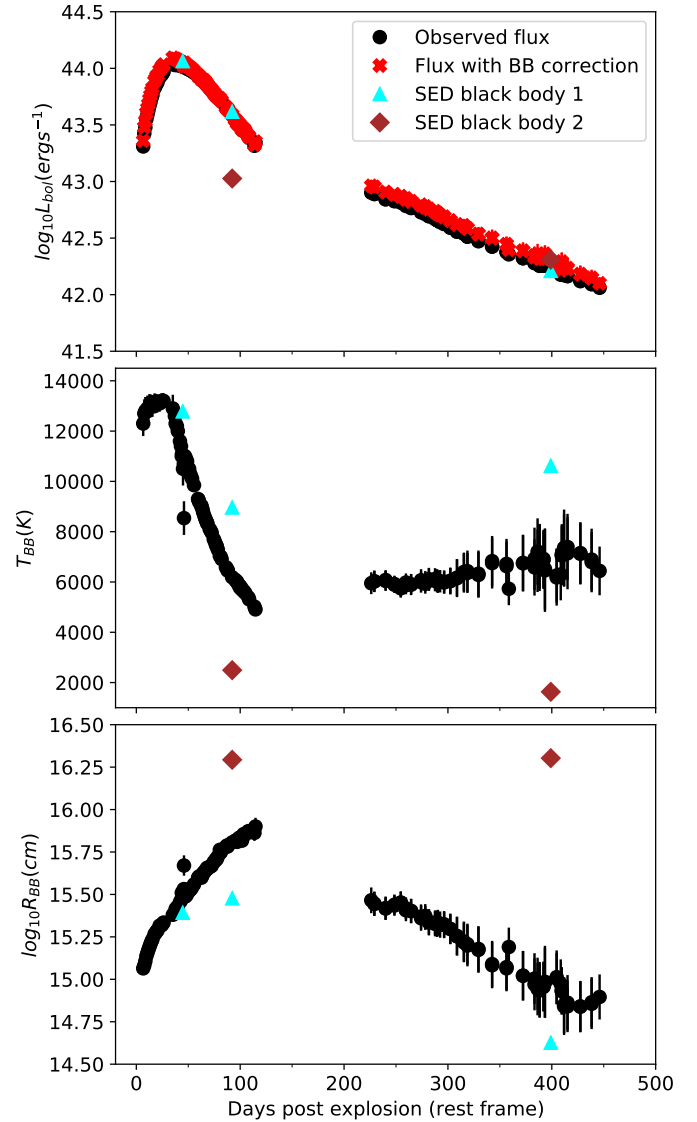 44.5
44.0
43.5
43.0
42.5
42.0
41.5
log₁₀L_bol(ergs⁻¹)
Observed flux
Flux with BB correction
SED black body 1
SED black body 2
14000
12000
10000
8000
6000
4000
2000
T_BB(K)
16.50
16.25
16.00
15.75
15.50
15.25
15.00
14.75
14.50
log₁₀R_BB(cm)
0 100 200 300 400 500
Days post explosion (rest frame)